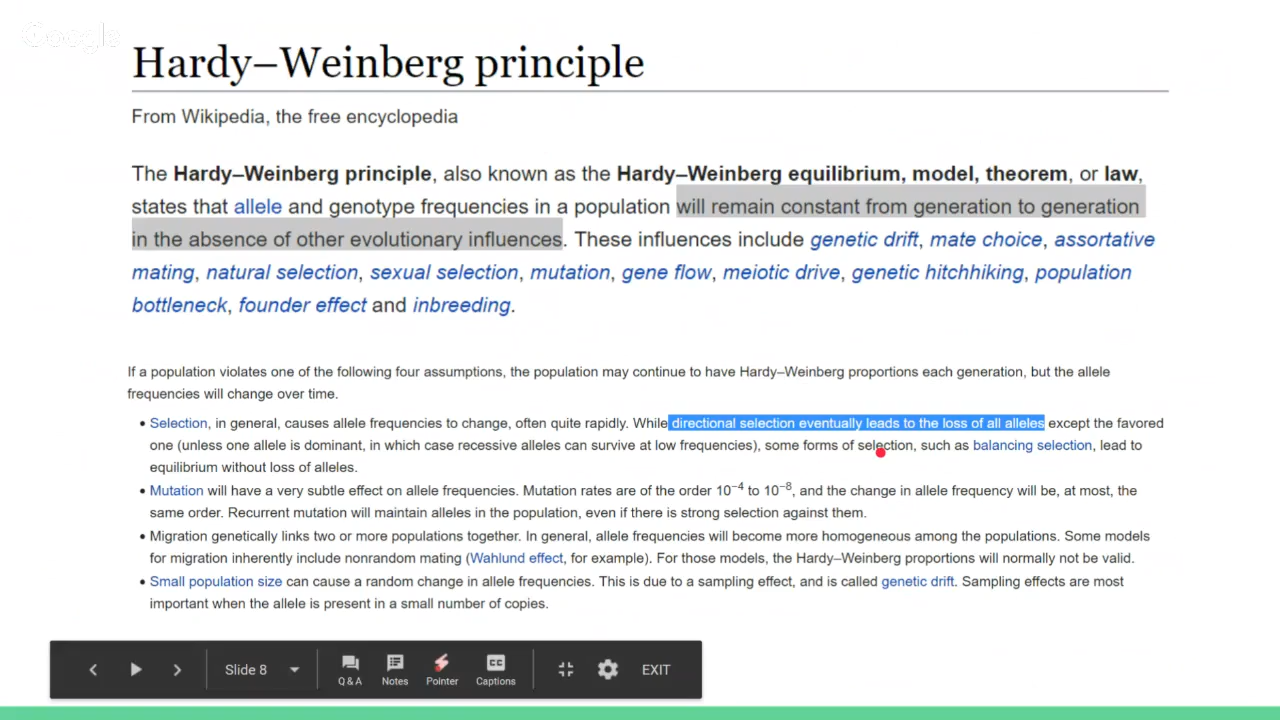 Google
Hardy–Weinberg principle
From Wikipedia, the free encyclopedia
The Hardy–Weinberg principle, also known as the Hardy–Weinberg equilibrium, model, theorem, or law,
states that allele and genotype frequencies in a population will remain constant from generation to generation
in the absence of other evolutionary influences. These influences include genetic drift, mate choice, assortative
mating, natural selection, sexual selection, mutation, gene flow, meiotic drive, genetic hitchhiking, population
bottleneck, founder effect and inbreeding.
If a population violates one of the following four assumptions, the population may continue to have Hardy–Weinberg proportions each generation, but the allele
frequencies will change over time.
• Selection, in general, causes allele frequencies to change, often quite rapidly. While directional selection eventually leads to the loss of all alleles except the favored
one (unless one allele is dominant, in which case recessive alleles can survive at low frequencies), some forms of selection, such as balancing selection, lead to
equilibrium without loss of alleles.
• Mutation will have a very subtle effect on allele frequencies. Mutation rates are of the order 10⁻⁴ to 10⁻⁸, and the change in allele frequency will be, at most, the
same order. Recurrent mutation will maintain alleles in the population, even if there is strong selection against them.
• Migration genetically links two or more populations together. In general, allele frequencies will become more homogeneous among the populations. Some models
for migration inherently include nonrandom mating (Wahlund effect, for example). For those models, the Hardy–Weinberg proportions will normally not be valid.
• Small population size can cause a random change in allele frequencies. This is due to a sampling effect, and is called genetic drift. Sampling effects are most
important when the allele is present in a small number of copies.
Slide 8
Q & A
Notes
Pointer
CC
Captions
EXIT